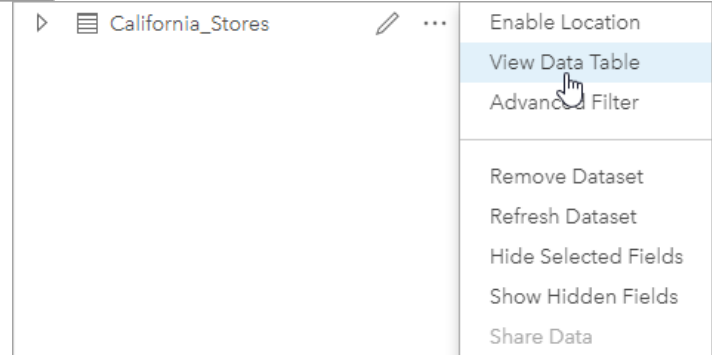 California_Stores
Enable Location
View Data Table
Advanced Filter
Remove Dataset
Refresh Dataset
Hide Selected Fields
Show Hidden Fields
Share Data